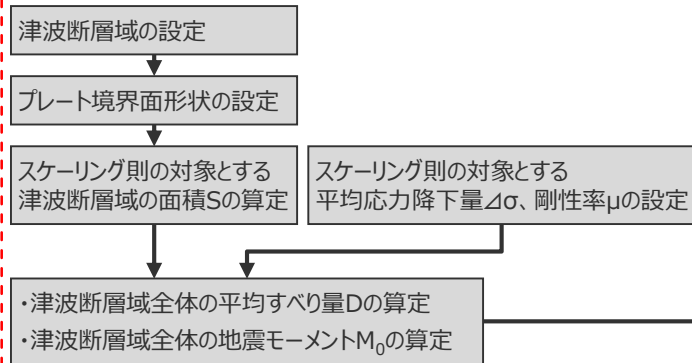 津波断層域の設定
プレート境界面形状の設定
スケーリング則の対象とする
津波断層域の面積Sの算定
スケーリング則の対象とする
平均応力降下量⊿σ、剛性率μの設定
・津波断層域全体の平均すべり量Dの算定
・津波断層域全体の地震モーメントM₀の算定